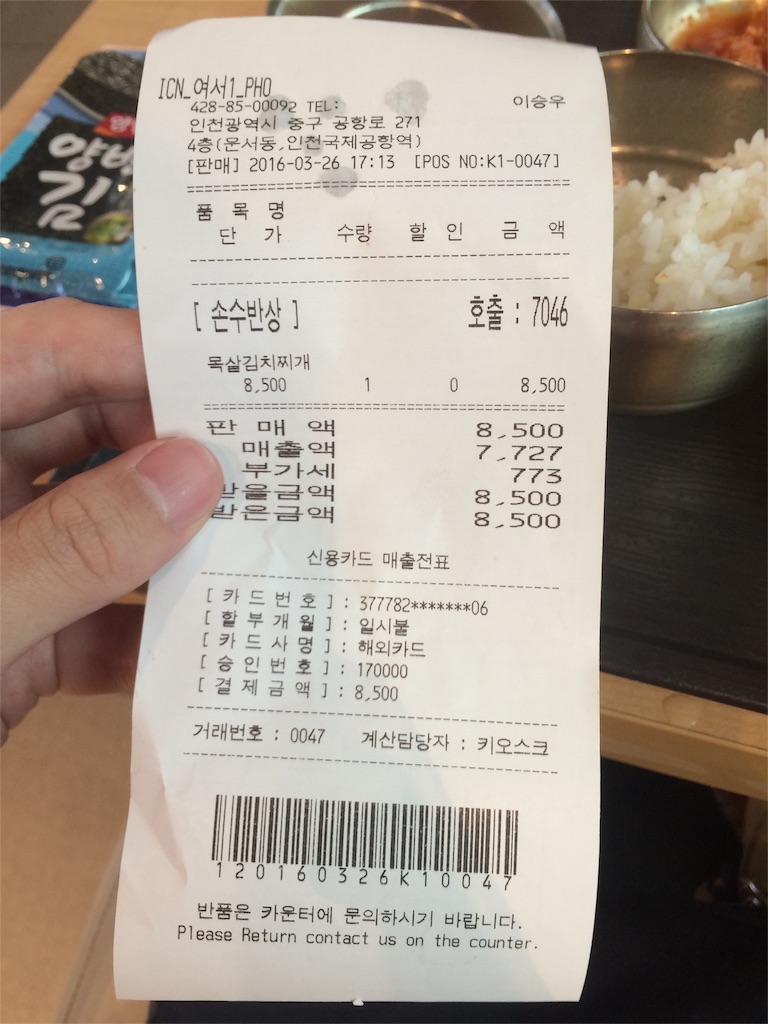 ICN_여서1_PHO
428-85-00092 TEL: 이승우
인천광역시 중구 공항로 271
4층(운서동,인천국제공항역)
[판매] 2016-03-26 17:13 [POS NO:K1-0047]
품 목 명
단 가 수량 할 인 금 액
[ 손수반상 ] 호출 : 7046
목살김치찌개
8,500 1 0 8,500
판 매 액 8,500
매출액 7,727
부가세 773
받을금액 8,500
받은금액 8,500
신용카드 매출전표
[ 카 드 번 호 ] : 377782*******06
[ 할 부 개 월 ] : 일시불
[ 카 드 사 명 ] : 해외카드
[ 승 인 번 호 ] : 170000
[ 결 제 금 액 ] : 8,500
거래번호 : 0047 계산담당자 : 키오스크
120160326K10047
반품은 카운터에 문의하시기 바랍니다.
Please Return contact us on the counter.
양반
김